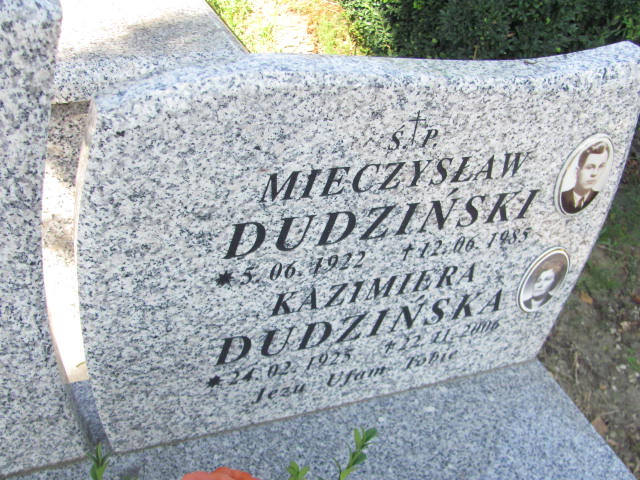 Ś†P.
MIECZYSŁAW
DUDZIŃSKI
*5.06.1922 †12.06.1985
KAZIMIERA
DUDZIŃSKA
*24.02.1925 †22.11.2006
Jezu Ufam Tobie